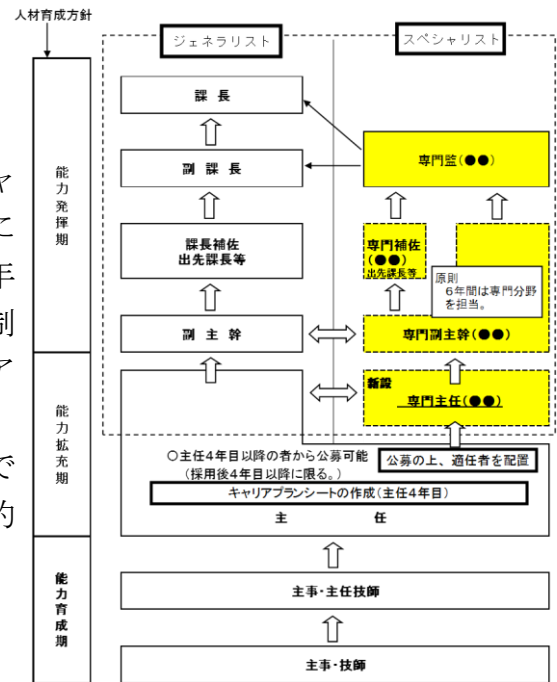 人材育成方針
ジェネラリスト
スペシャリスト
能力発揮期
能力拡充期
能力育成期
課長
副課長
課長補佐
出先課長等
副主幹
専門監(●●)
専門補佐
(●●)
出先課長等
原則
6年間は専門分野
を担当。
専門副主幹(●●)
新設
専門主任(●●)
○主任4年目以降の者から公募可能
(採用後4年目以降に限る。)
公募の上、適任者を配置
キャリアプランシートの作成(主任4年目)
主任
主事・主任技師
主事・技師